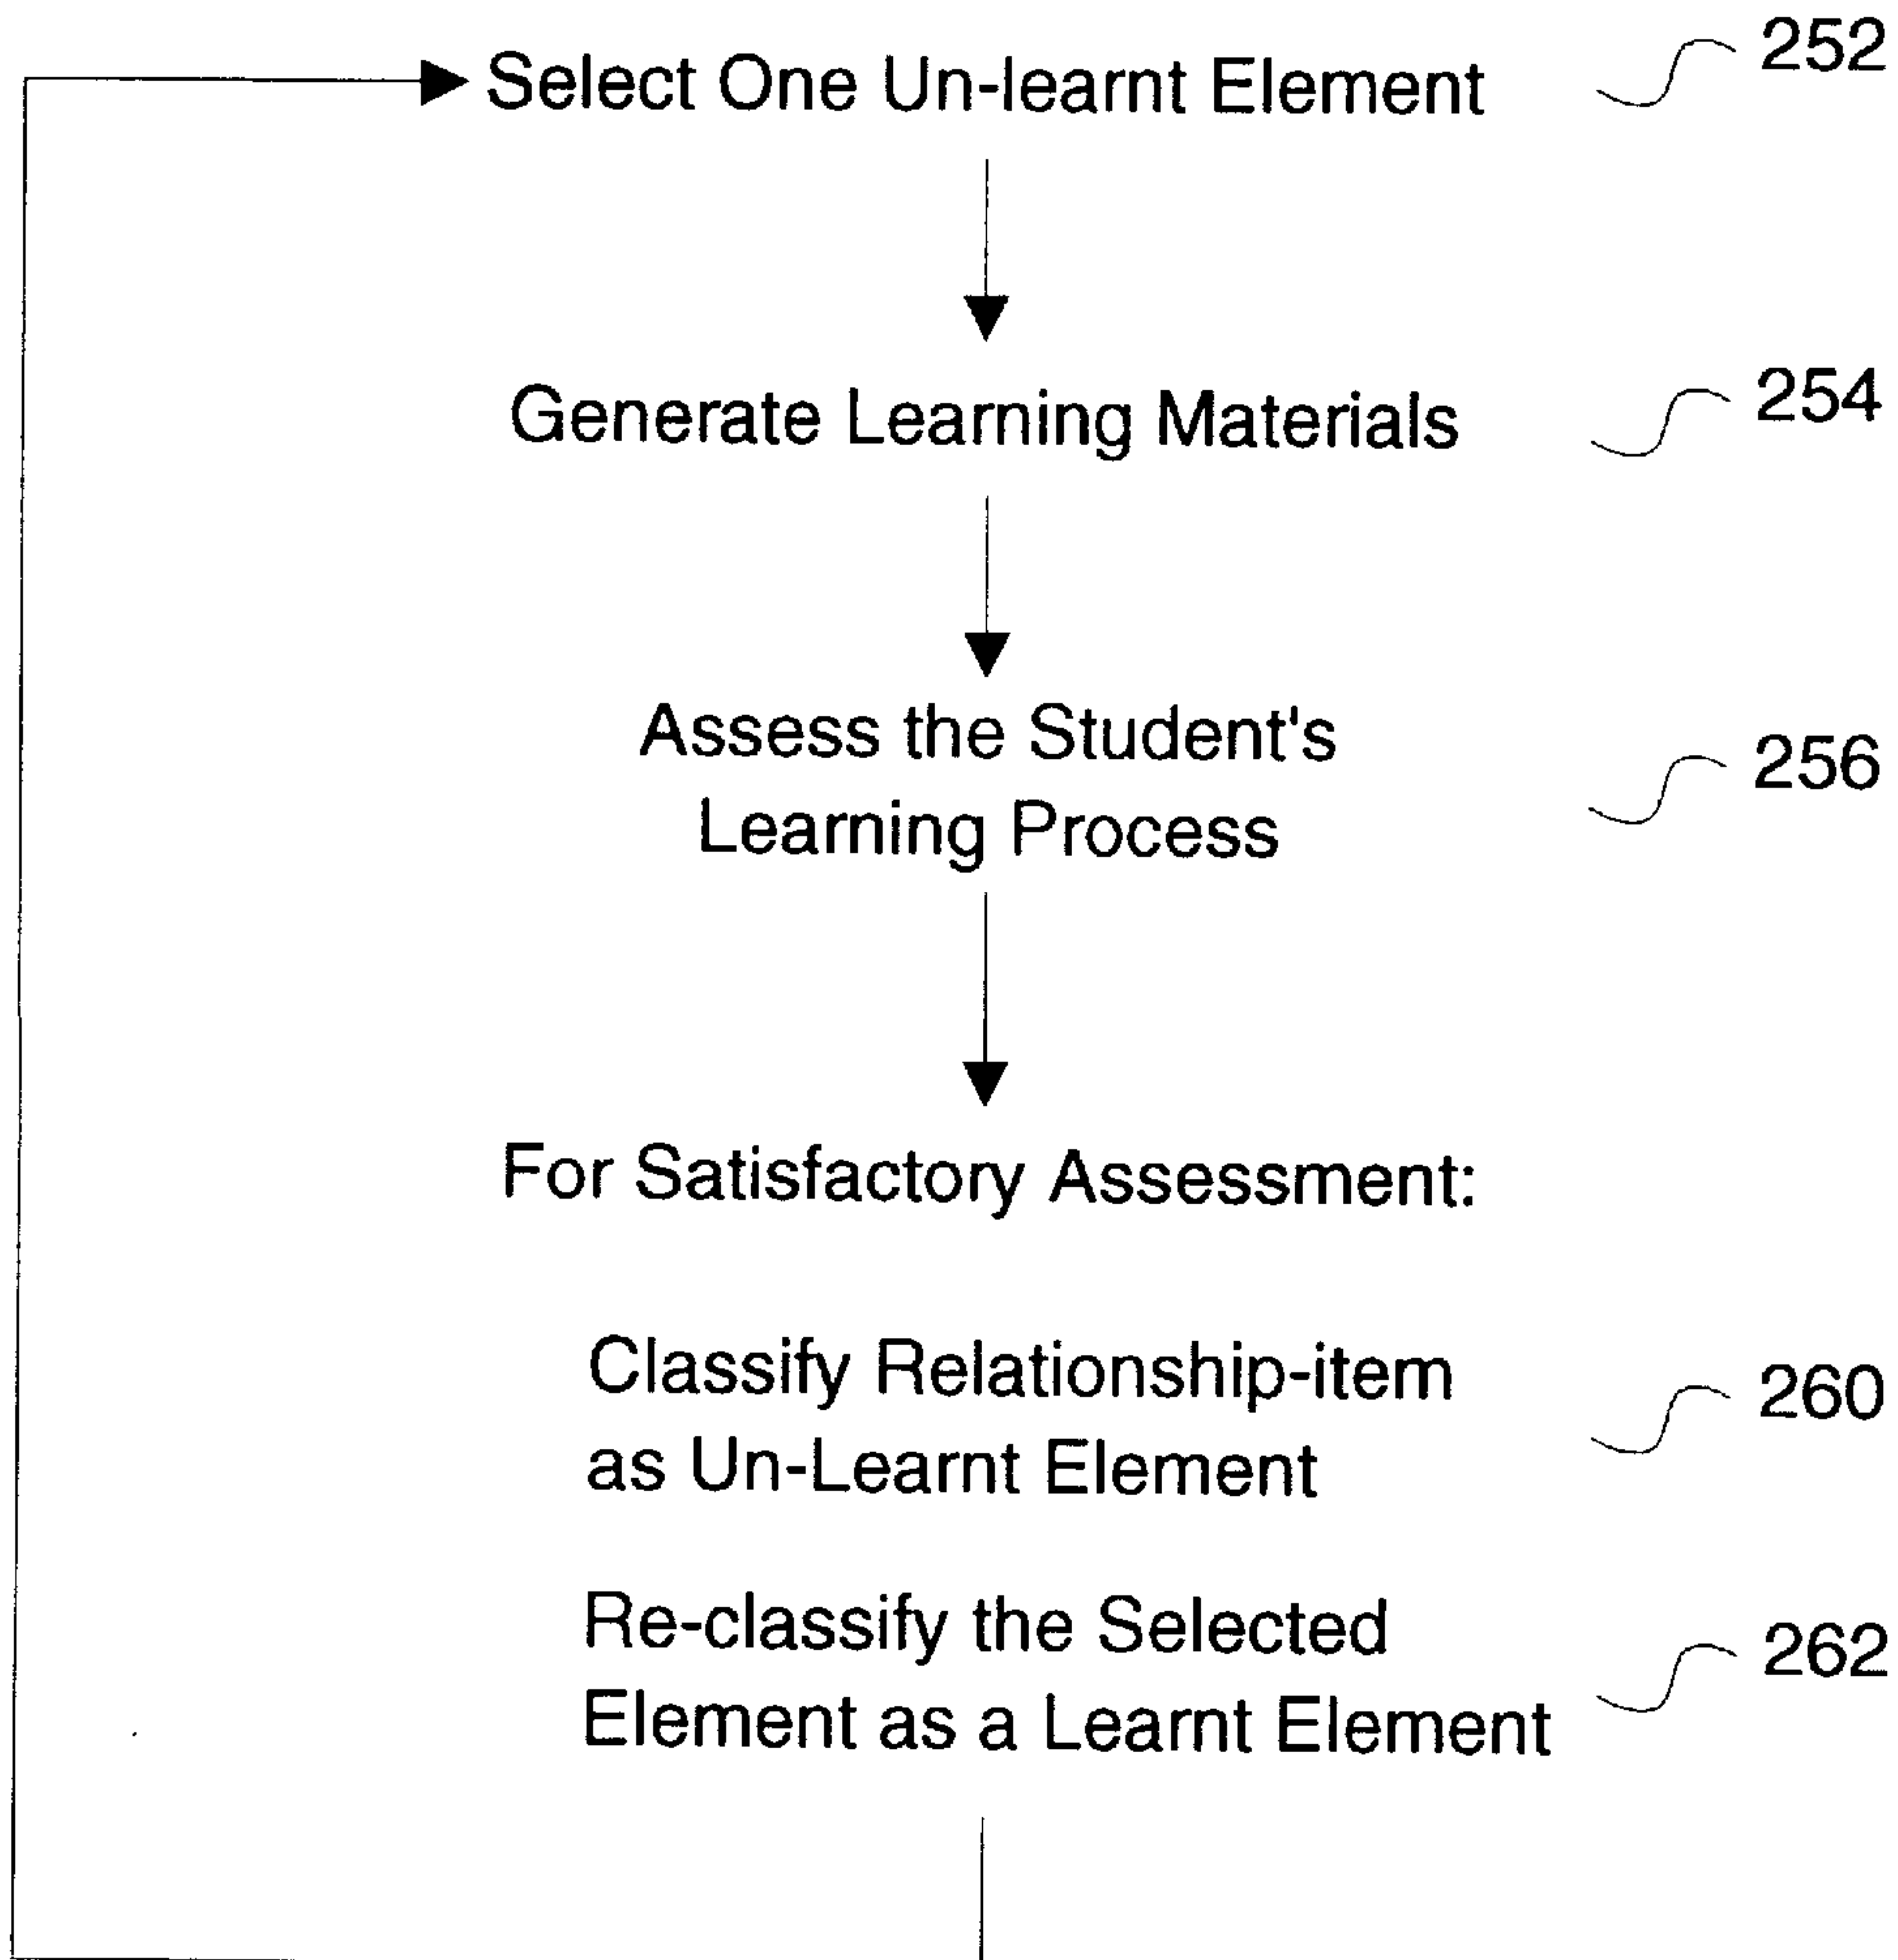 Select One Un-learnt Element
252
Generate Learning Materials
254
Assess the Student's
Learning Process
256
For Satisfactory Assessment:
Classify Relationship-item
as Un-Learnt Element
260
Re-classify the Selected
Element as a Learnt Element
262